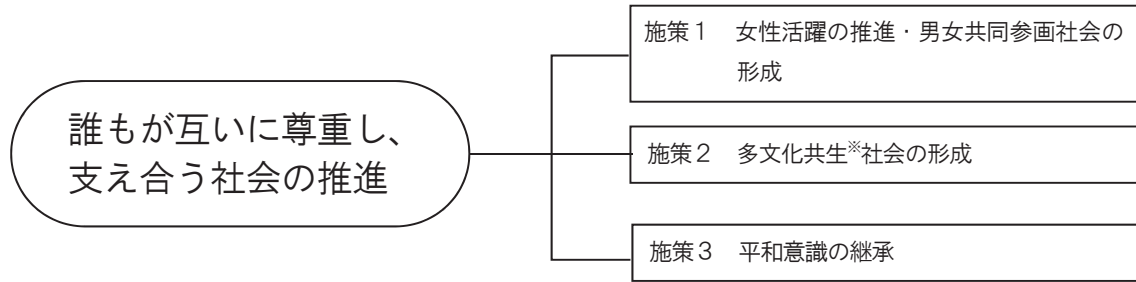 誰もが互いに尊重し、
支え合う社会の推進
施策1　女性活躍の推進・男女共同参画社会の
形成
施策2　多文化共生※社会の形成
施策3　平和意識の継承